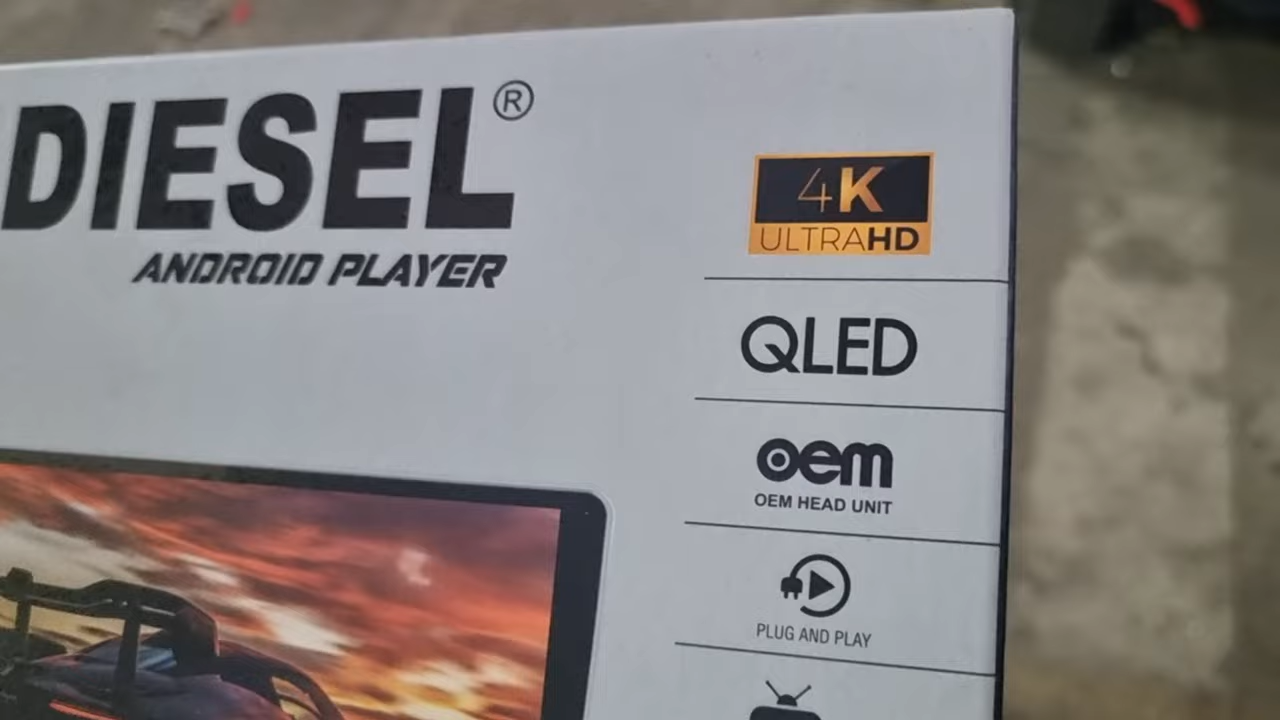 DIESEL®
ANDROID PLAYER
4K
ULTRAHD
QLED
oem
OEM HEAD UNIT
PLUG AND PLAY